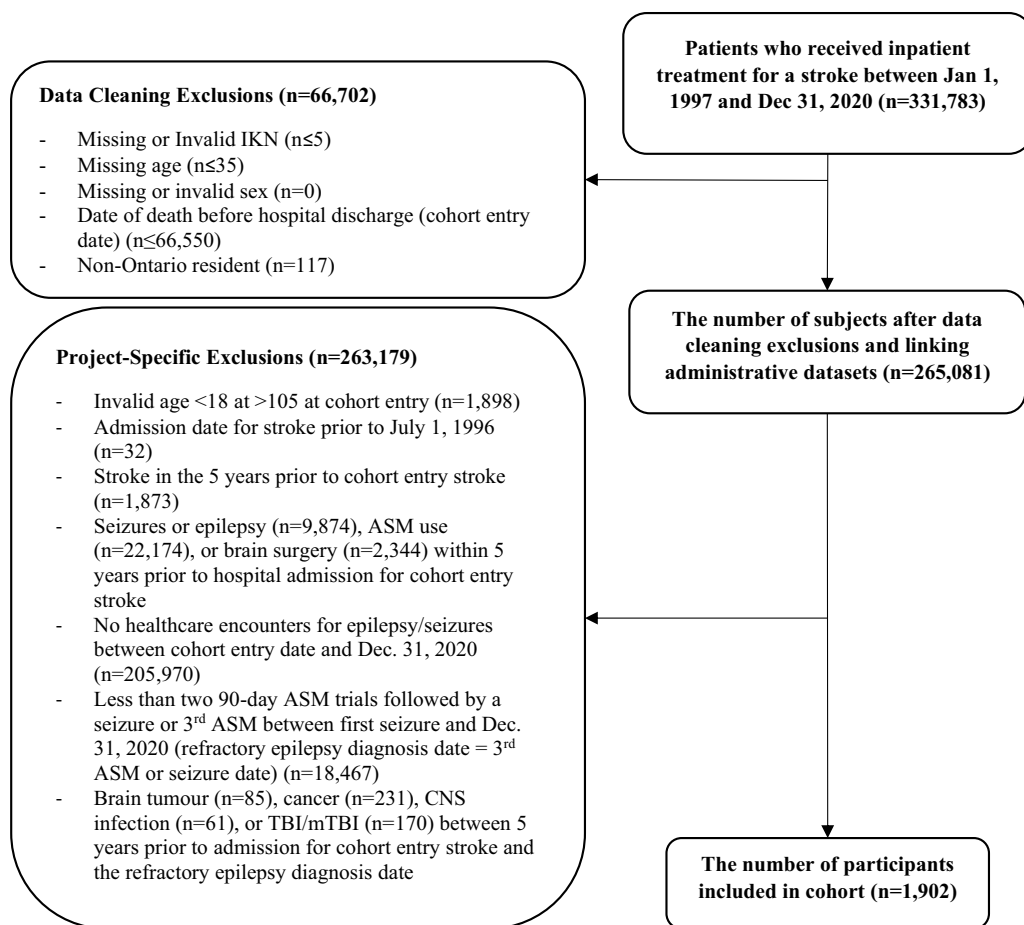 Patients who received inpatient
treatment for a stroke between Jan 1,
1997 and Dec 31, 2020 (n=331,783)
Data Cleaning Exclusions (n=66,702)
- Missing or Invalid IKN (n≤5)
- Missing age (n≤35)
- Missing or invalid sex (n=0)
- Date of death before hospital discharge (cohort entry
date) (n≤66,550)
- Non-Ontario resident (n=117)
The number of subjects after data
cleaning exclusions and linking
administrative datasets (n=265,081)
Project-Specific Exclusions (n=263,179)
- Invalid age <18 at >105 at cohort entry (n=1,898)
- Admission date for stroke prior to July 1, 1996
(n=32)
- Stroke in the 5 years prior to cohort entry stroke
(n=1,873)
- Seizures or epilepsy (n=9,874), ASM use
(n=22,174), or brain surgery (n=2,344) within 5
years prior to hospital admission for cohort entry
stroke
- No healthcare encounters for epilepsy/seizures
between cohort entry date and Dec. 31, 2020
(n=205,970)
- Less than two 90-day ASM trials followed by a
seizure or 3rd ASM between first seizure and Dec.
31, 2020 (refractory epilepsy diagnosis date = 3rd
ASM or seizure date) (n=18,467)
- Brain tumour (n=85), cancer (n=231), CNS
infection (n=61), or TBI/mTBI (n=170) between 5
years prior to admission for cohort entry stroke and
the refractory epilepsy diagnosis date
The number of participants
included in cohort (n=1,902)